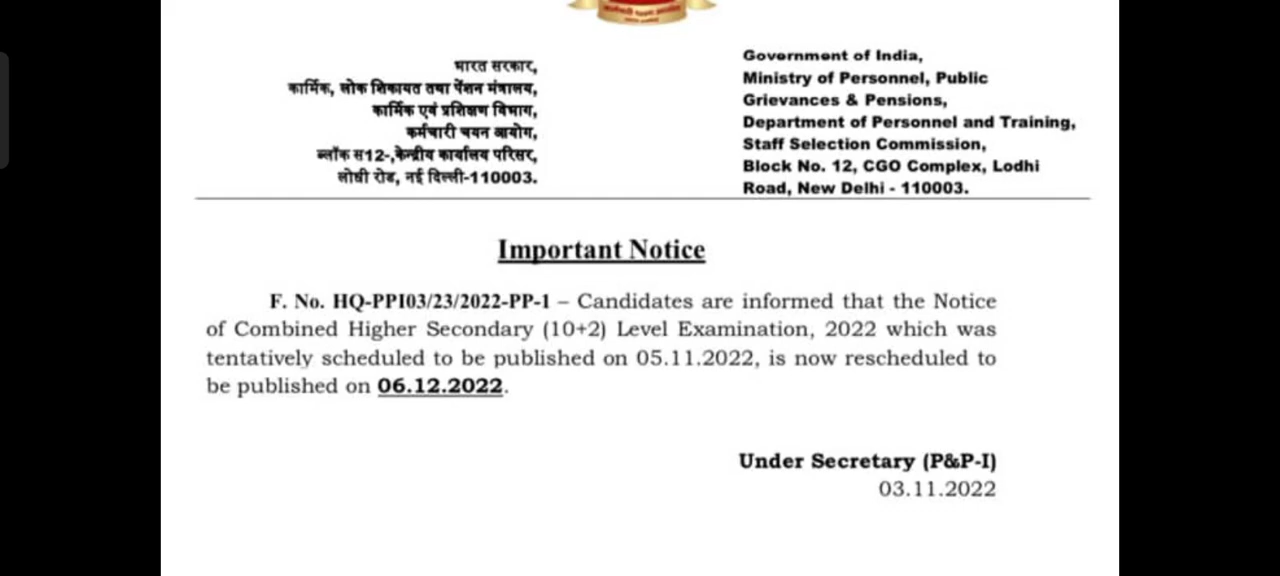 भारत सरकार,
कार्मिक, लोक शिकायत तथा पेंशन मंत्रालय,
कार्मिक एवं प्रशिक्षण विभाग,
कर्मचारी चयन आयोग,
ब्लॉक स12-,केन्द्रीय कार्यालय परिसर,
लोधी रोड, नई दिल्ली-110003.
Government of India,
Ministry of Personnel, Public
Grievances & Pensions,
Department of Personnel and Training,
Staff Selection Commission,
Block No. 12, CGO Complex, Lodhi
Road, New Delhi - 110003.
Important Notice
F. No. HQ-PPI03/23/2022-PP-1 – Candidates are informed that the Notice
of Combined Higher Secondary (10+2) Level Examination, 2022 which was
tentatively scheduled to be published on 05.11.2022, is now rescheduled to
be published on 06.12.2022.
Under Secretary (P&P-I)
03.11.2022